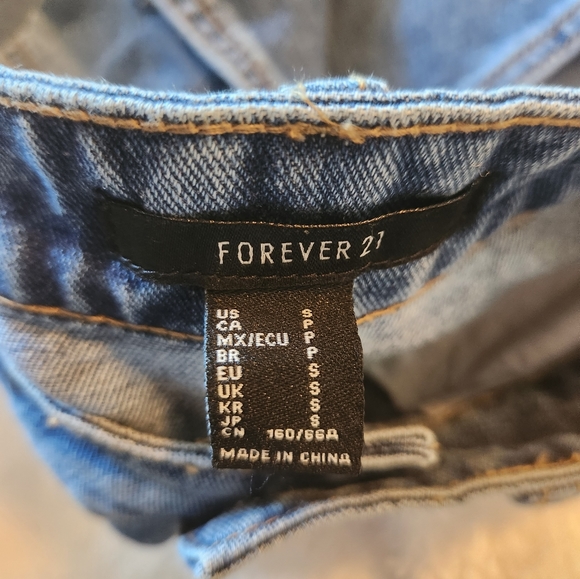 FOREVER 21
US S
CA P
MX/ECU P
BR P
EU S
UK S
KR S
JP S
CN 160/66A
MADE IN CHINA